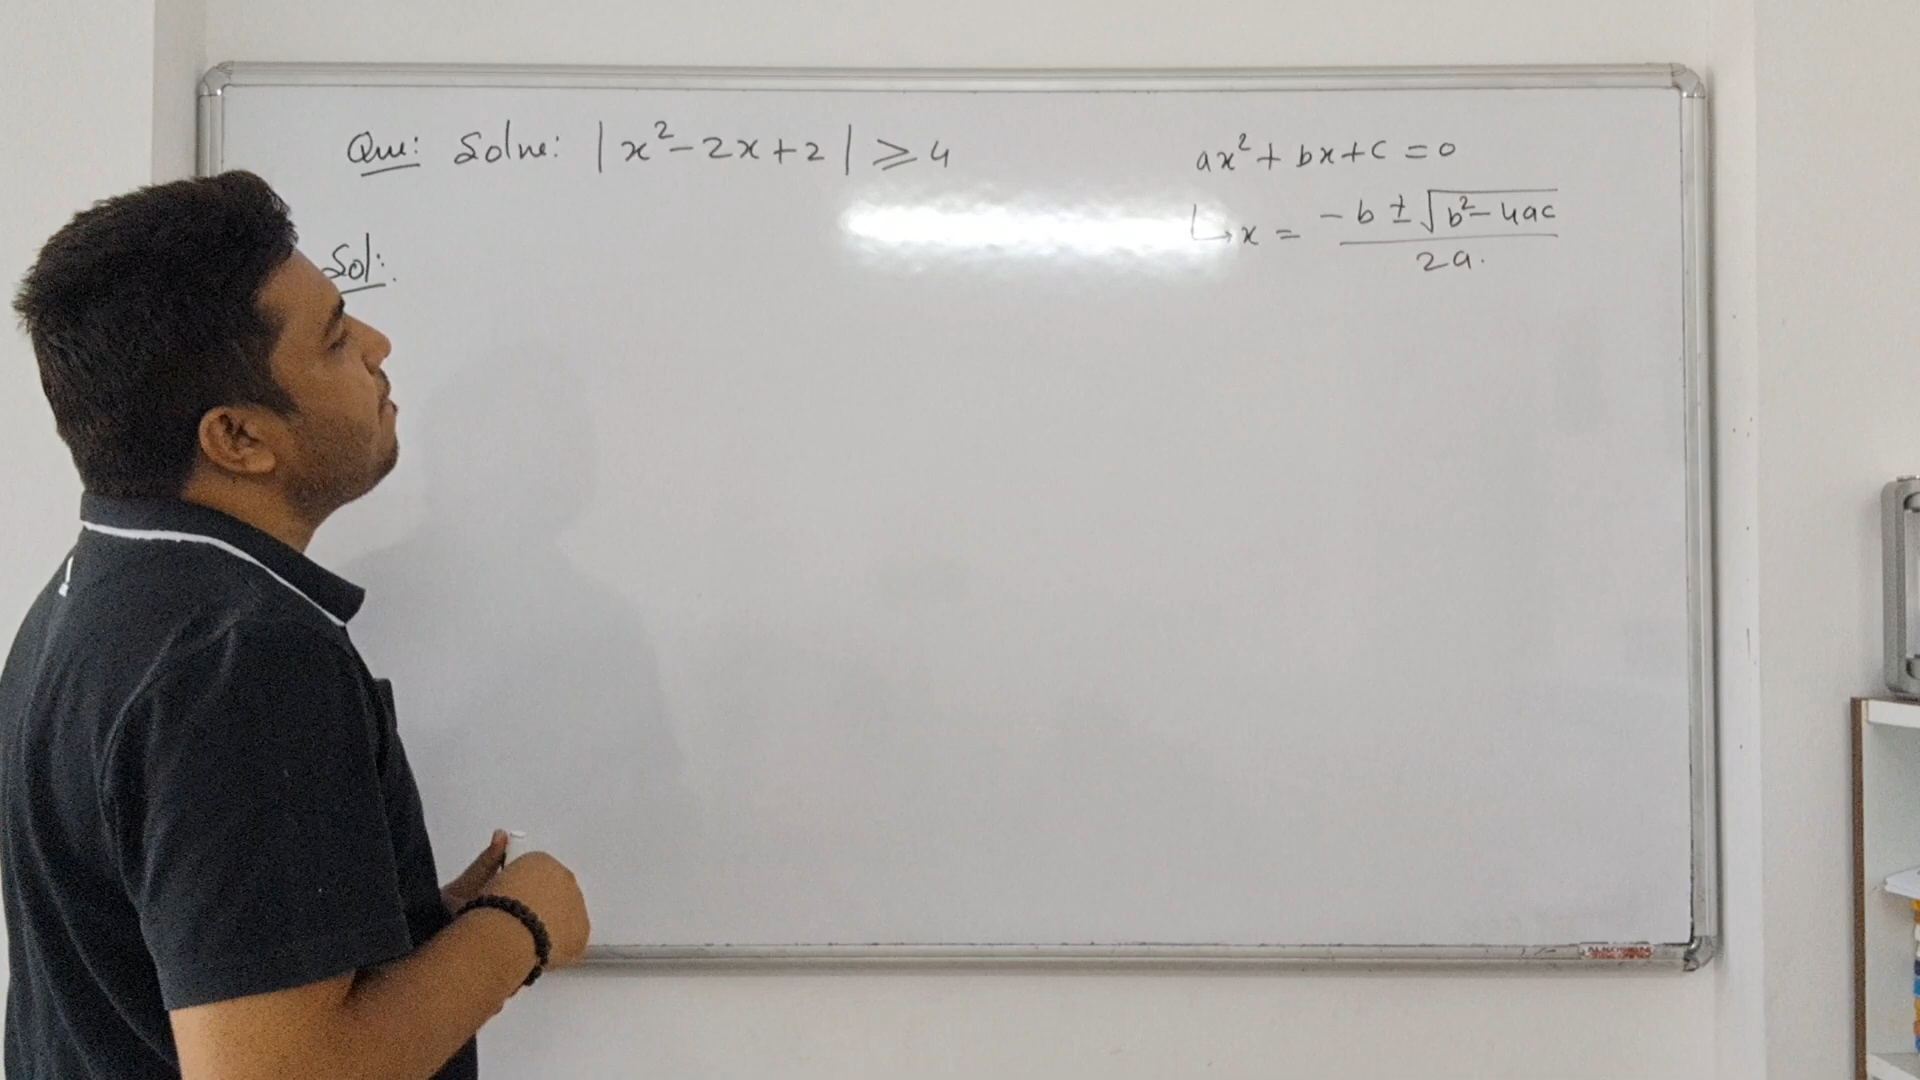 Que: Solve: |x²-2x+2| ⩾ 4
Sol:
ax²+bx+c=0
↳x = (-b ± √(b²-4ac)) / 2a.